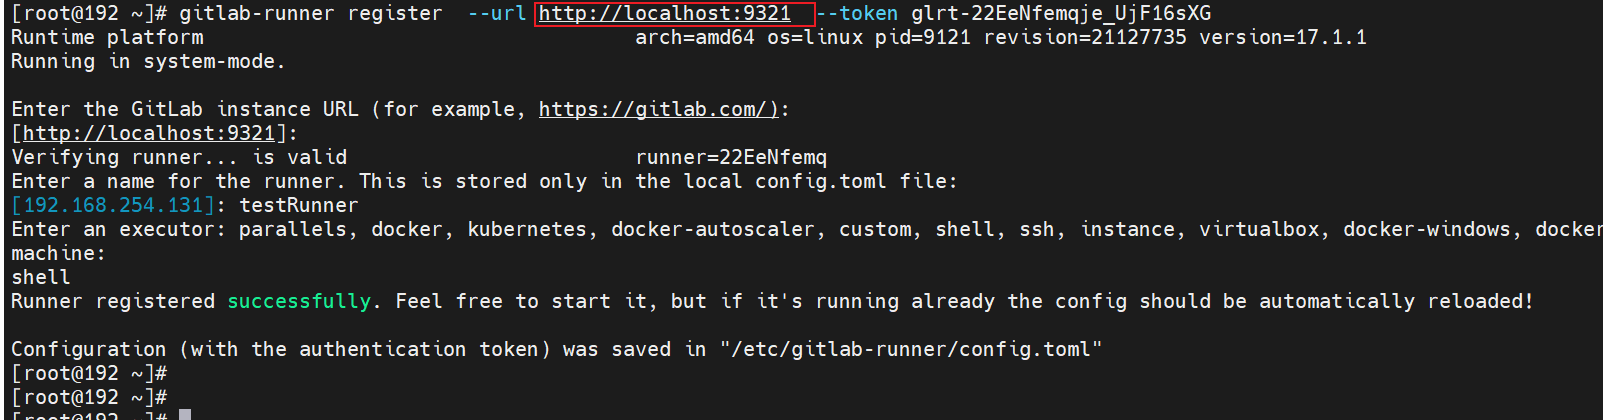 [root@192 ~]# gitlab-runner register  --url http://localhost:9321  --token glrt-22EeNfemqje_UjF16sXG
Runtime platform                                    arch=amd64 os=linux pid=9121 revision=21127735 version=17.1.1
Running in system-mode.
Enter the GitLab instance URL (for example, https://gitlab.com/):
[http://localhost:9321]:
Verifying runner... is valid                        runner=22EeNfemq
Enter a name for the runner. This is stored only in the local config.toml file:
[192.168.254.131]: testRunner
Enter an executor: parallels, docker, kubernetes, docker-autoscaler, custom, shell, ssh, instance, virtualbox, docker-windows, docker
machine:
shell
Runner registered successfully. Feel free to start it, but if it's running already the config should be automatically reloaded!
Configuration (with the authentication token) was saved in "/etc/gitlab-runner/config.toml"
[root@192 ~]#
[root@192 ~]#
[root@192 ~]#